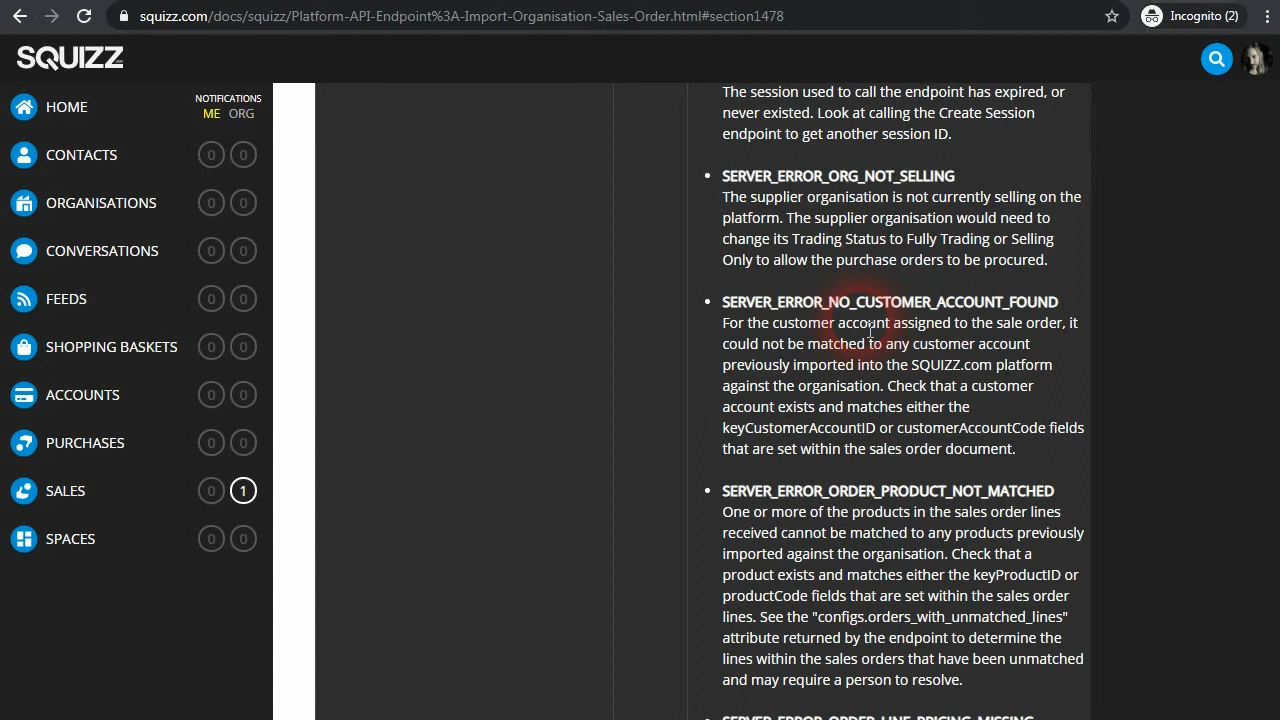 squizz.com/docs/squizz/Platform-API-Endpoint%3A-Import-Organisation-Sales-Order.html#section1478
Incognito (2)
SQUIZZ
.com
HOME
NOTIFICATIONS
ME ORG
CONTACTS 0 0
ORGANISATIONS 0 0
CONVERSATIONS 0 0
FEEDS 0 0
SHOPPING BASKETS 0 0
ACCOUNTS 0 0
PURCHASES 0 0
SALES 0 1
SPACES 0 0
The session used to call the endpoint has expired, or
never existed. Look at calling the Create Session
endpoint to get another session ID.
• SERVER_ERROR_ORG_NOT_SELLING
The supplier organisation is not currently selling on the
platform. The supplier organisation would need to
change its Trading Status to Fully Trading or Selling
Only to allow the purchase orders to be procured.
• SERVER_ERROR_NO_CUSTOMER_ACCOUNT_FOUND
For the customer account assigned to the sale order, it
could not be matched to any customer account
previously imported into the SQUIZZ.com platform
against the organisation. Check that a customer
account exists and matches either the
keyCustomerAccountID or customerAccountCode fields
that are set within the sales order document.
• SERVER_ERROR_ORDER_PRODUCT_NOT_MATCHED
One or more of the products in the sales order lines
received cannot be matched to any products previously
imported against the organisation. Check that a
product exists and matches either the keyProductID or
productCode fields that are set within the sales order
lines. See the "configs.orders_with_unmatched_lines"
attribute returned by the endpoint to determine the
lines within the sales orders that have been unmatched
and may require a person to resolve.
• SERVER_ERROR_ORDER_LINE_PRICING_MISSING